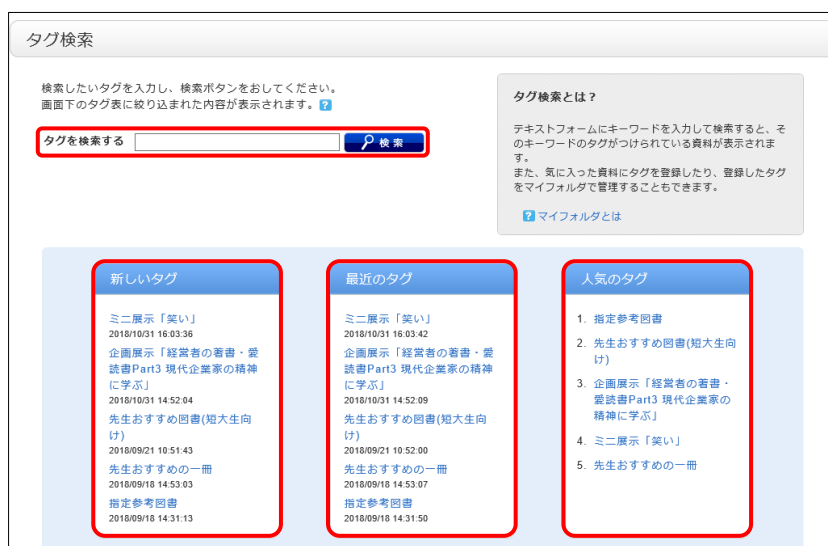 タグ検索
検索したいタグを入力し、検索ボタンをおしてください。
画面下のタグ表に絞り込まれた内容が表示されます。?
タグを検索する 検索
タグ検索とは?
テキストフォームにキーワードを入力して検索すると、そ
のキーワードのタグがつけられている資料が表示されま
す。
また、気に入った資料にタグを登録したり、登録したタグ
をマイフォルダで管理することもできます。
? マイフォルダとは
新しいタグ
ミニ展示「笑い」
2018/10/31 16:03:36
企画展示「経営者の著書・愛
読書Part3 現代企業家の精神
に学ぶ」
2018/10/31 14:52:04
先生おすすめ図書(短大生向
け)
2018/09/21 10:51:43
先生おすすめの一冊
2018/09/18 14:53:03
指定参考図書
2018/09/18 14:31:13
最近のタグ
ミニ展示「笑い」
2018/10/31 16:03:42
企画展示「経営者の著書・愛
読書Part3 現代企業家の精神
に学ぶ」
2018/10/31 14:52:09
先生おすすめ図書(短大生向
け)
2018/09/21 10:52:00
先生おすすめの一冊
2018/09/18 14:53:07
指定参考図書
2018/09/18 14:31:50
人気のタグ
1. 指定参考図書
2. 先生おすすめ図書(短大生向
け)
3. 企画展示「経営者の著書・
愛読書Part3 現代企業家の
精神に学ぶ」
4. ミニ展示「笑い」
5. 先生おすすめの一冊